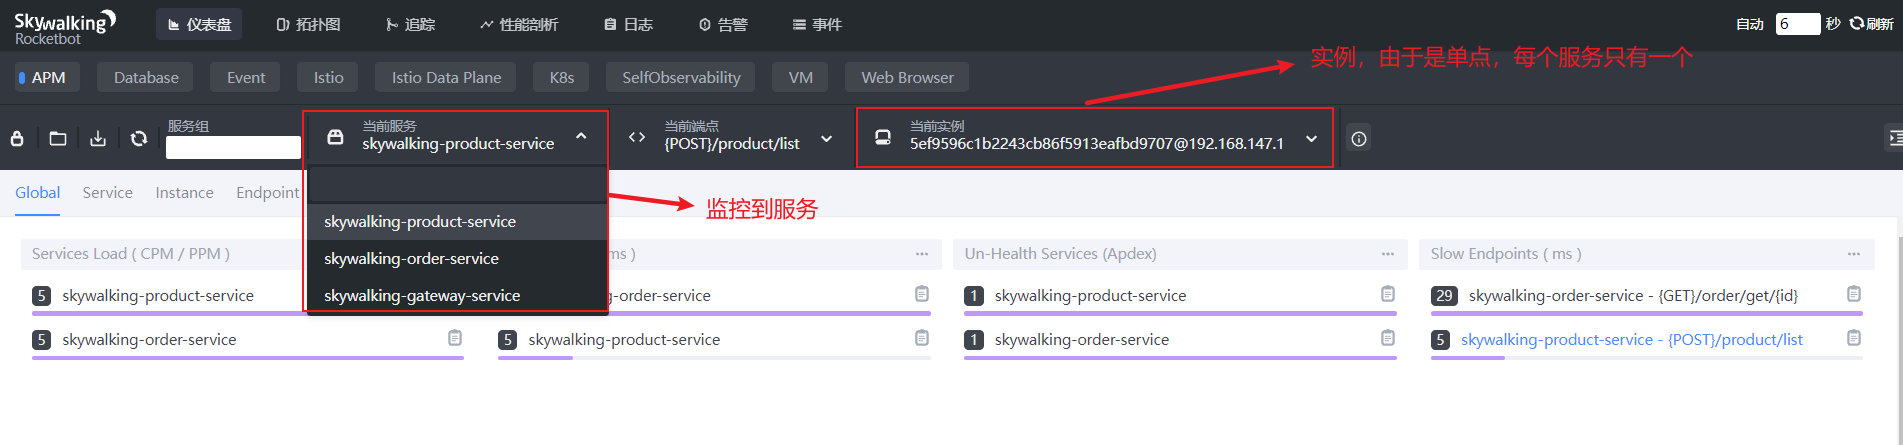 Skywalking
Rocketbot
仪表盘
拓扑图
追踪
性能剖析
日志
告警
事件
自动 6 秒 刷新
APM
Database
Event
Istio
Istio Data Plane
K8s
SelfObservability
VM
Web Browser
实例，由于是单点，每个服务只有一个
服务组
当前服务
skywalking-product-service
当前端点
{POST}/product/list
当前实例
5ef9596c1b2243cb86f5913eafbd9707@192.168.147.1
Global
Service
Instance
Endpoint
skywalking-product-service
skywalking-order-service
skywalking-gateway-service
监控到服务
Services Load ( CPM / PPM )
5 skywalking-product-service
5 skywalking-order-service
ms )
g-order-service
5 skywalking-product-service
Un-Health Services (Apdex)
1 skywalking-product-service
1 skywalking-order-service
Slow Endpoints ( ms )
29 skywalking-order-service - {GET}/order/get/{id}
5 skywalking-product-service - {POST}/product/list